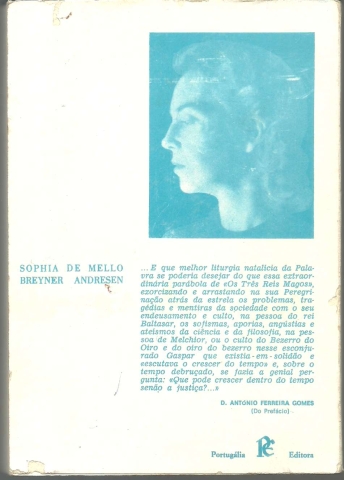 SOPHIA DE MELLO
BREYNER ANDRESEN
...E que melhor liturgia natalícia da Pala-
vra se poderia desejar do que essa extraor-
dinária parábola de «Os Três Reis Magos»,
exorcizando e arrastando na sua Peregri-
nação atrás da estrela os problemas, tra-
gédias e mentiras da sociedade com o seu
endeusamento e culto, na pessoa do rei
Baltasar, os sofismas, aporias, angústias e
ateismos da ciência e da filosofia, na pes-
soa de Melchior, ou o culto do Bezerro do
Oiro e do oiro do bezerro nesse esconju-
rado Gaspar que existia-em-solidão e
«escutava o crescer do tempo» e, sobre o
tempo debruçado, se fazia a genial per-
gunta: «Que pode crescer dentro do tempo
senão a justiça?...»
D. ANTÓNIO FERREIRA GOMES
(Do Prefácio)
Portugália Editora